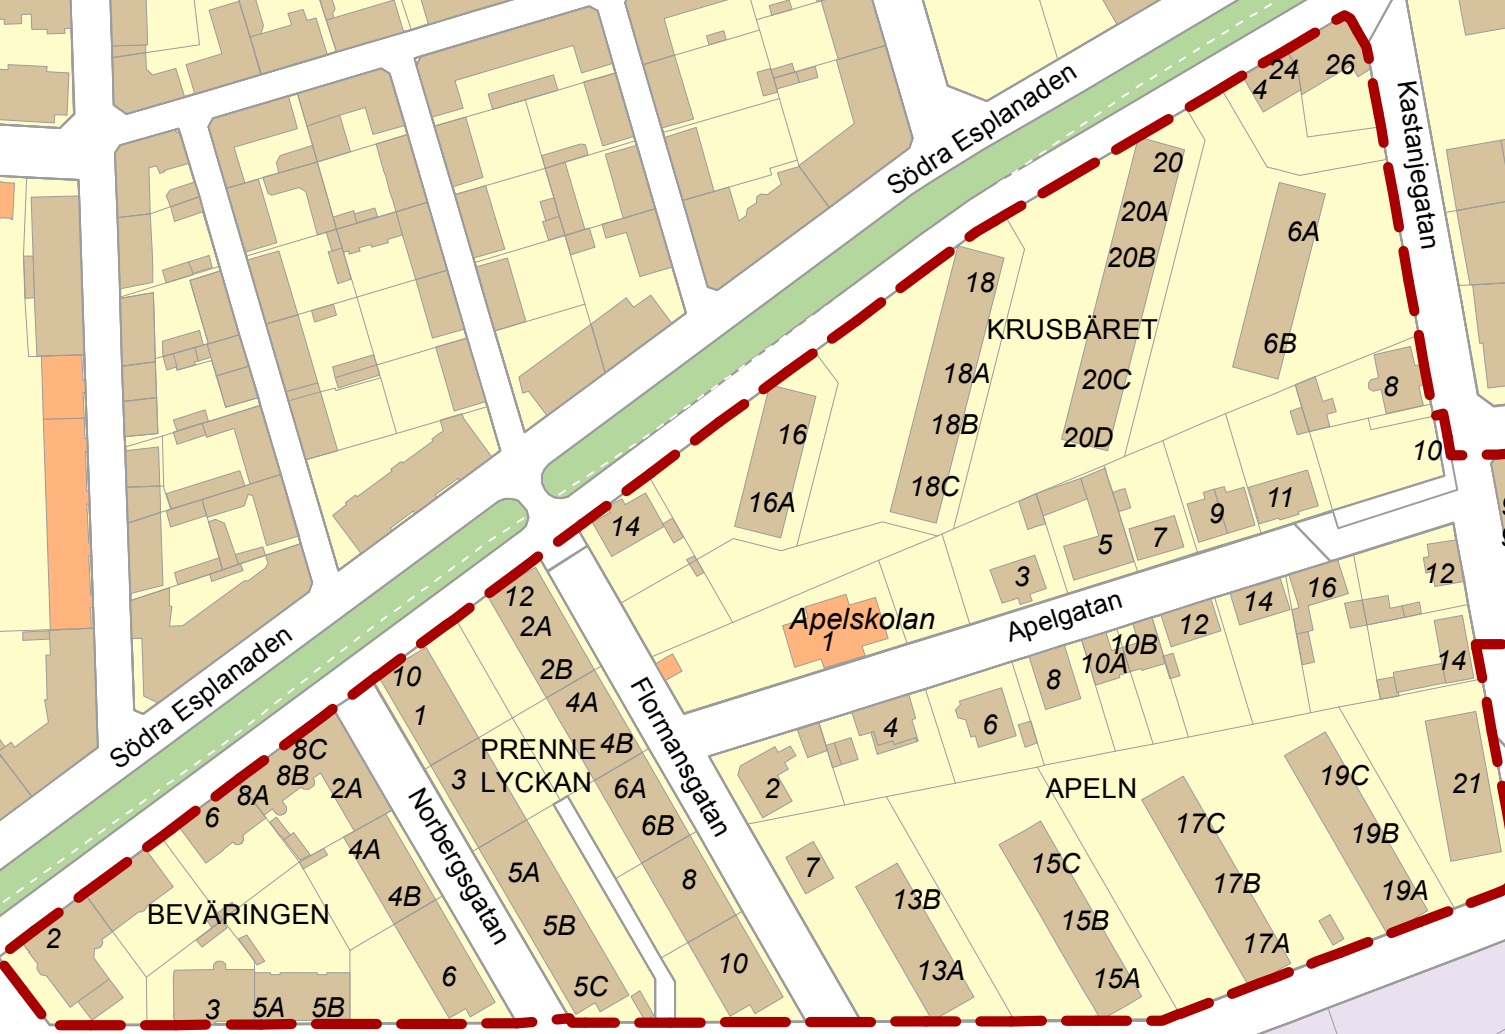 24
26
4
Södra Esplanaden
Kastanjegatan
20
20A
20B
20C
20D
6A
6B
18
18A
18B
18C
KRUSBÄRET
8
10
16
16A
14
11
9
7
5
3
Apelskolan
1
Apelgatan
12
14
16
14
12
10B
10A
8
6
4
2
12
2A
2B
4A
4B
6A
6B
8
10
Flormansgatan
PRENNE
LYCKAN
10
1
3
5A
5B
5C
Norbergsgatan
Södra Esplanaden
8C
8B
8A
6
2A
4A
4B
6
BEVÄRINGEN
2
3
5A
5B
APELN
7
13B
13A
15C
15B
15A
17C
17B
17A
19C
19B
19A
21